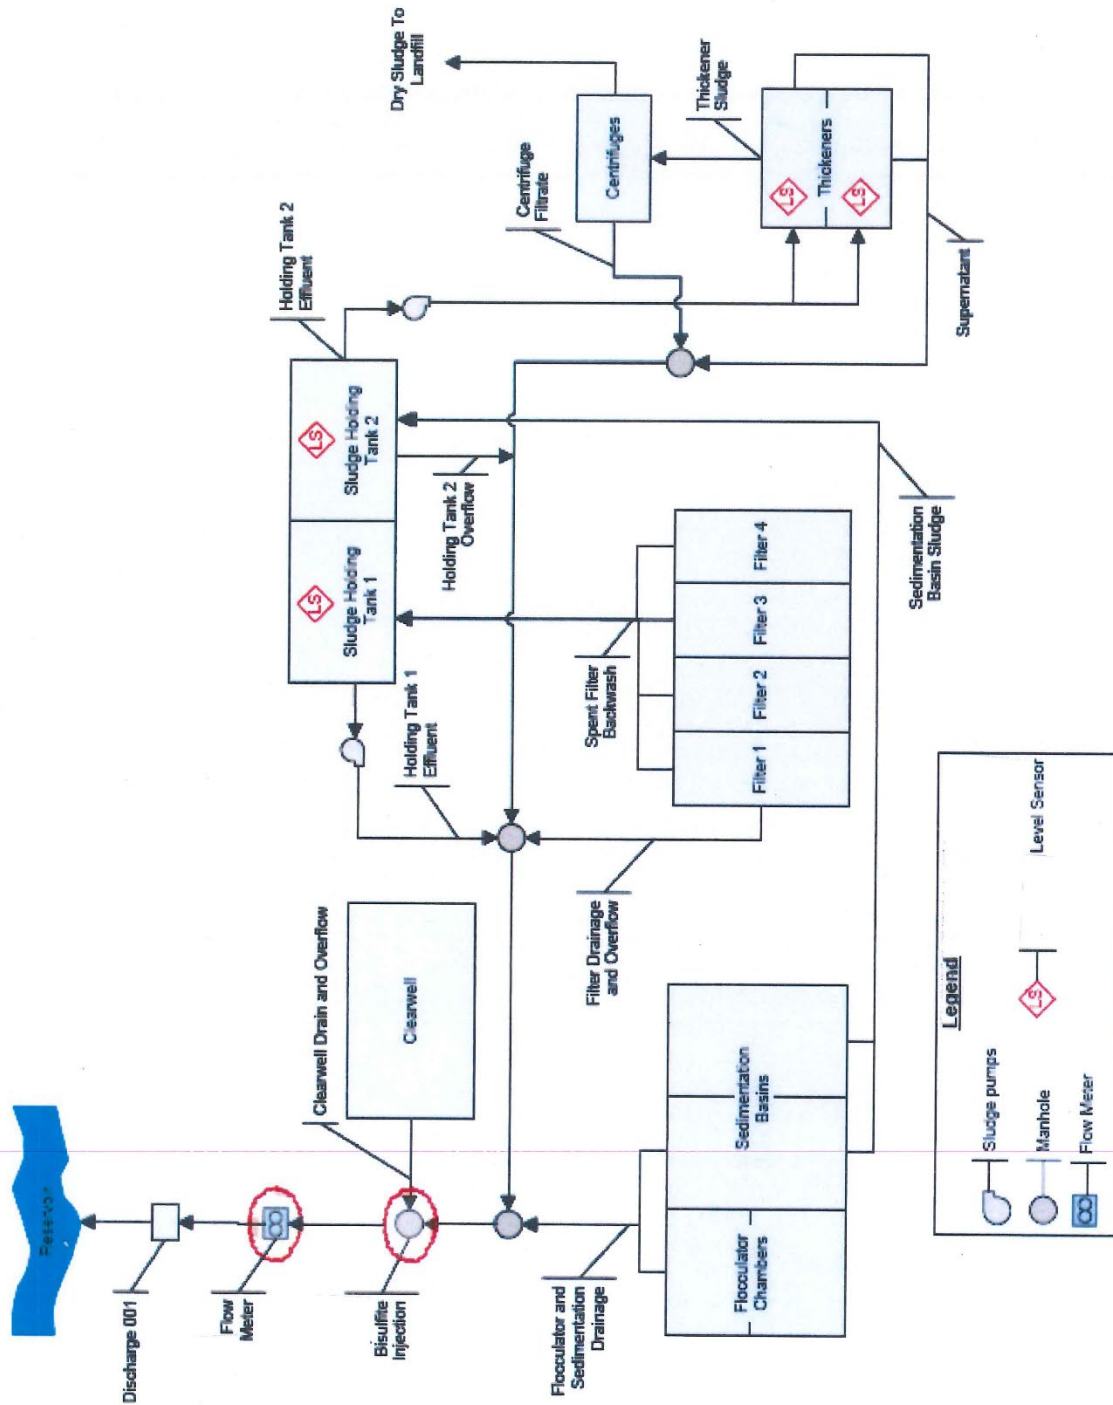 Reservoir
Discharge 001
Flow
Meter
Bisulfite
Injection
Clearwell Drain and Overflow
Clearwell
Flocculator and
Sedimentation
Drainage
Flocculator
Chambers
Sedimentation
Basins
Holding Tank 1
Effluent
Filter Drainage
and Overflow
LS
Sludge Holding
Tank 1
LS
Sludge Holding
Tank 2
Holding Tank 2
Overflow
Holding Tank 2
Effluent
Spent Filter
Backwash
Filter 1
Filter 2
Filter 3
Filter 4
Sedimentation
Basin Sludge
Centrifuge
Filtrate
Centrifuges
Dry Sludge To
Landfill
Thickener
Sludge
LS
Thickeners
LS
Supernatant
Legend
Sludge pumps
Manhole
Flow Meter
LS
Level Sensor